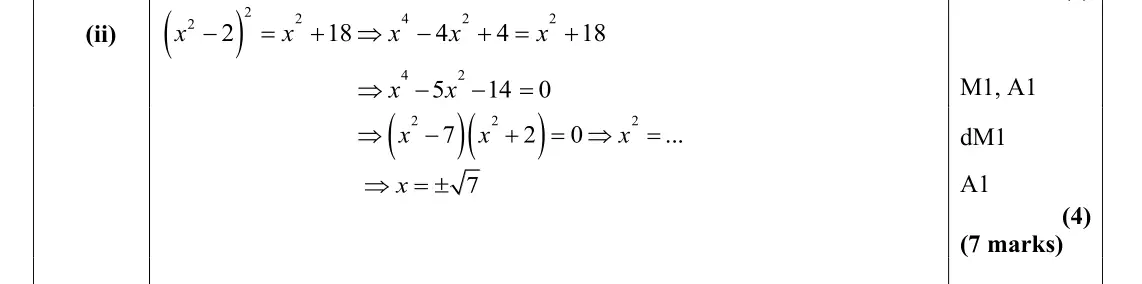 (ii) (x² − 2)² = x² + 18 ⇒ x⁴ − 4x² + 4 = x² + 18
⇒ x⁴ − 5x² − 14 = 0 M1, A1
⇒ (x² − 7)(x² + 2) = 0 ⇒ x² = ... dM1
⇒ x = ±√7 A1
(4)
(7 marks)